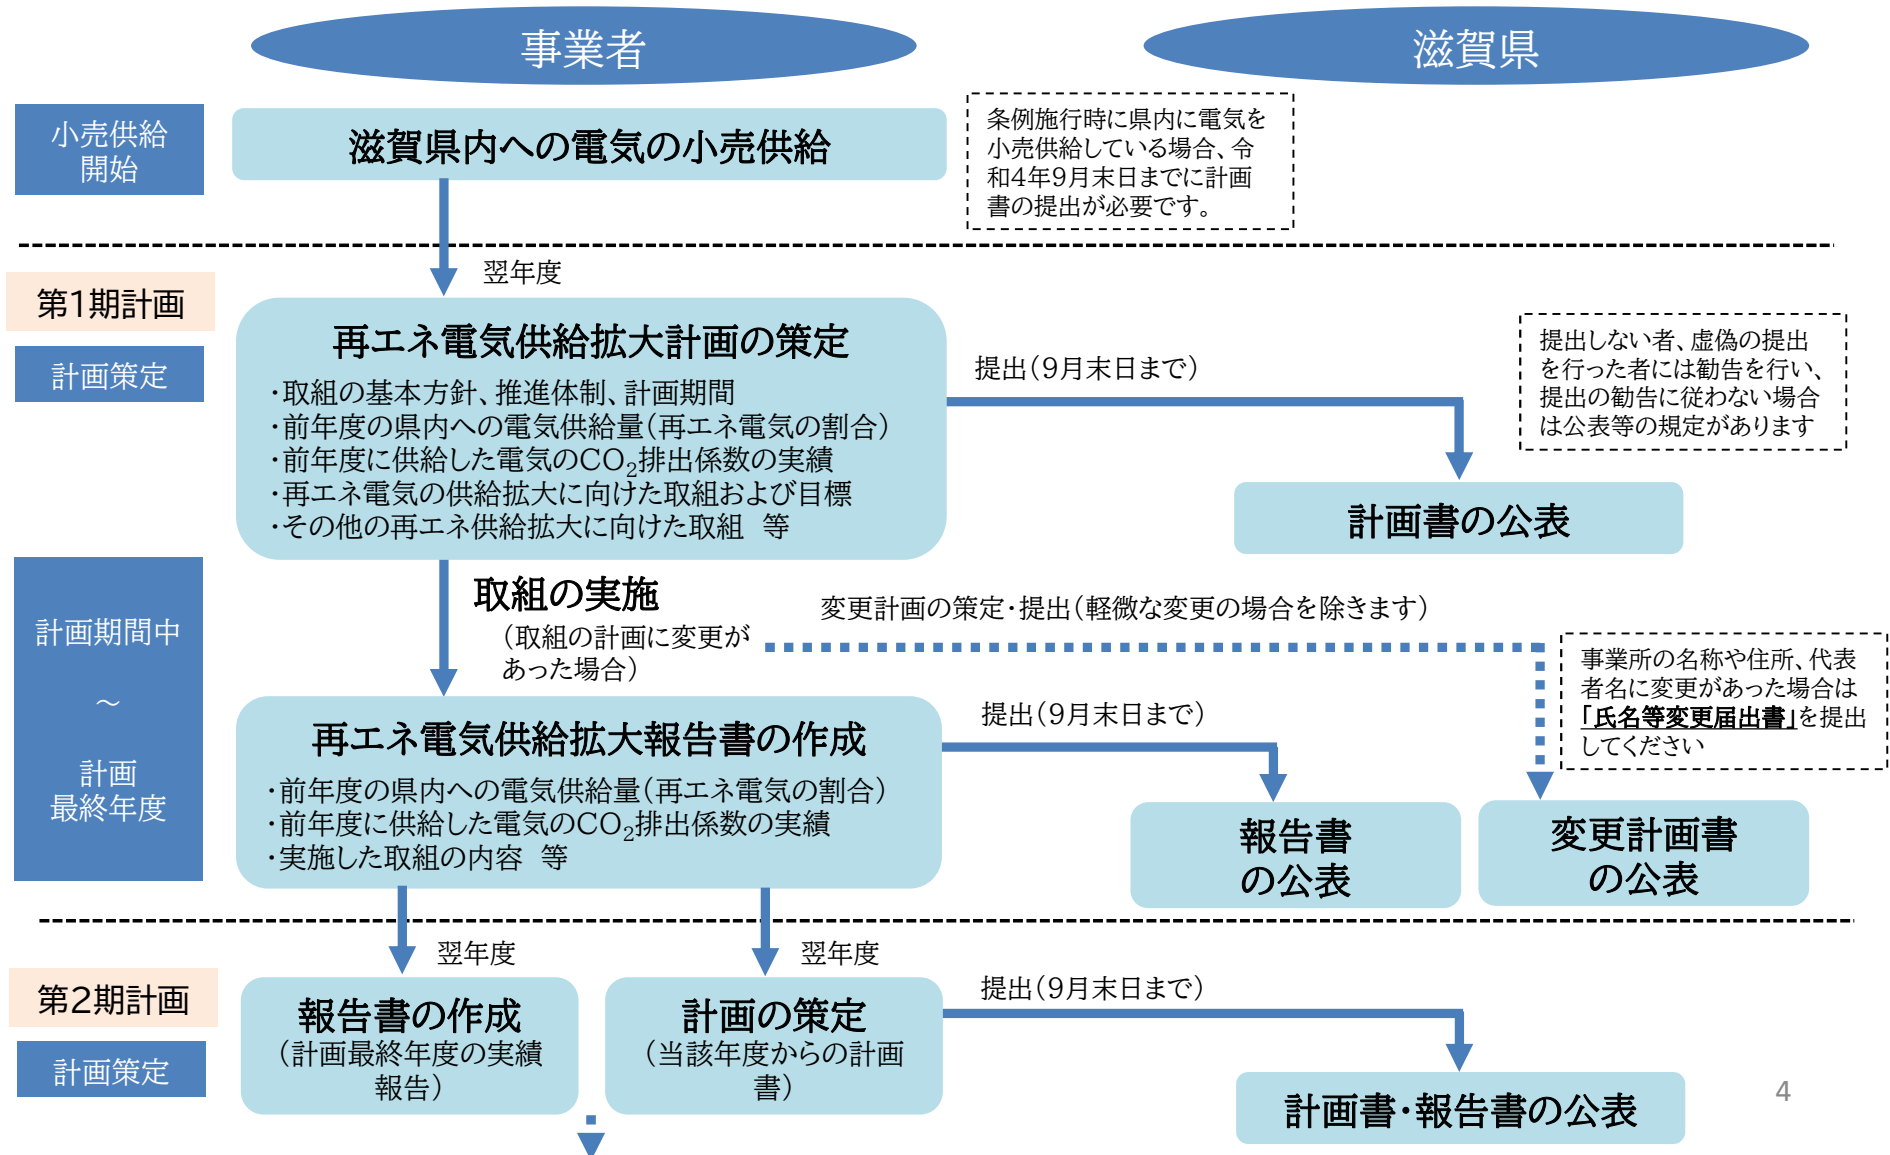 事業者
滋賀県
小売供給
開始
滋賀県内への電気の小売供給
条例施行時に県内に電気を
小売供給している場合、令
和4年9月末日までに計画
書の提出が必要です。
翌年度
第1期計画
計画策定
再エネ電気供給拡大計画の策定
・取組の基本方針、推進体制、計画期間
・前年度の県内への電気供給量（再エネ電気の割合）
・前年度に供給した電気のCO2排出係数の実績
・再エネ電気の供給拡大に向けた取組および目標
・その他の再エネ供給拡大に向けた取組　等
提出（9月末日まで）
提出しない者、虚偽の提出
を行った者には勧告を行い、
提出の勧告に従わない場合
は公表等の規定があります
計画書の公表
計画期間中
～
計画
最終年度
取組の実施
（取組の計画に変更が
あった場合）
変更計画の策定・提出（軽微な変更の場合を除きます）
事業所の名称や住所、代表
者名に変更があった場合は
「氏名等変更届出書」を提出
してください
再エネ電気供給拡大報告書の作成
・前年度の県内への電気供給量（再エネ電気の割合）
・前年度に供給した電気のCO2排出係数の実績
・実施した取組の内容　等
提出（9月末日まで）
報告書
の公表
変更計画書
の公表
翌年度
翌年度
第2期計画
計画策定
報告書の作成
（計画最終年度の実績
報告）
計画の策定
（当該年度からの計画
書）
提出（9月末日まで）
計画書・報告書の公表
4